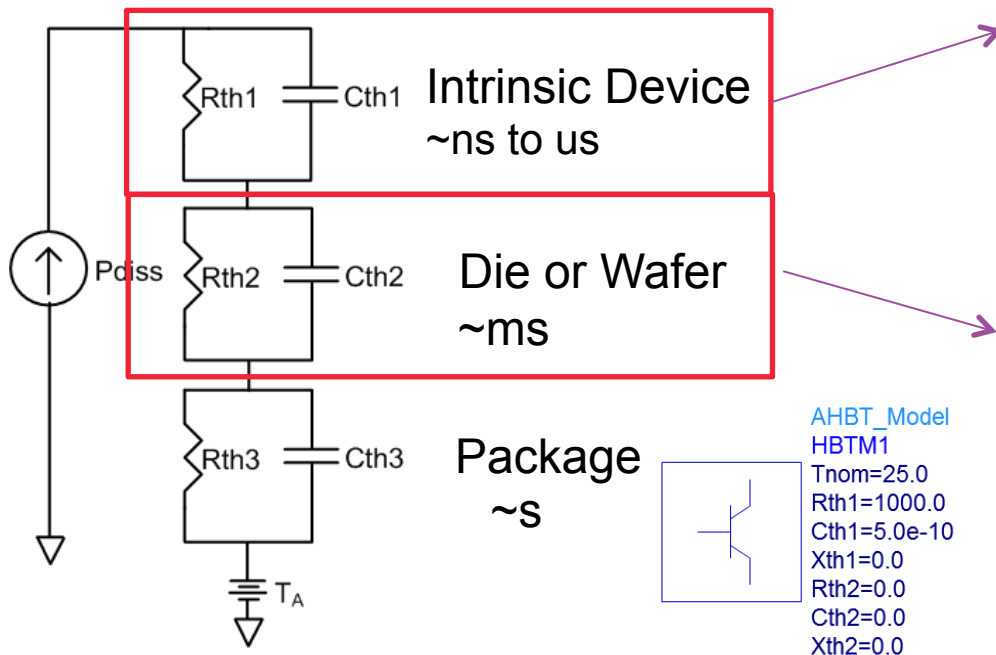 Rth1
Cth1
Intrinsic Device
~ns to us
Pdiss
Rth2
Cth2
Die or Wafer
~ms
Rth3
Cth3
Package
~s
TA
AHBT_Model
HBTM1
Tnom=25.0
Rth1=1000.0
Cth1=5.0e-10
Xth1=0.0
Rth2=0.0
Cth2=0.0
Xth2=0.0